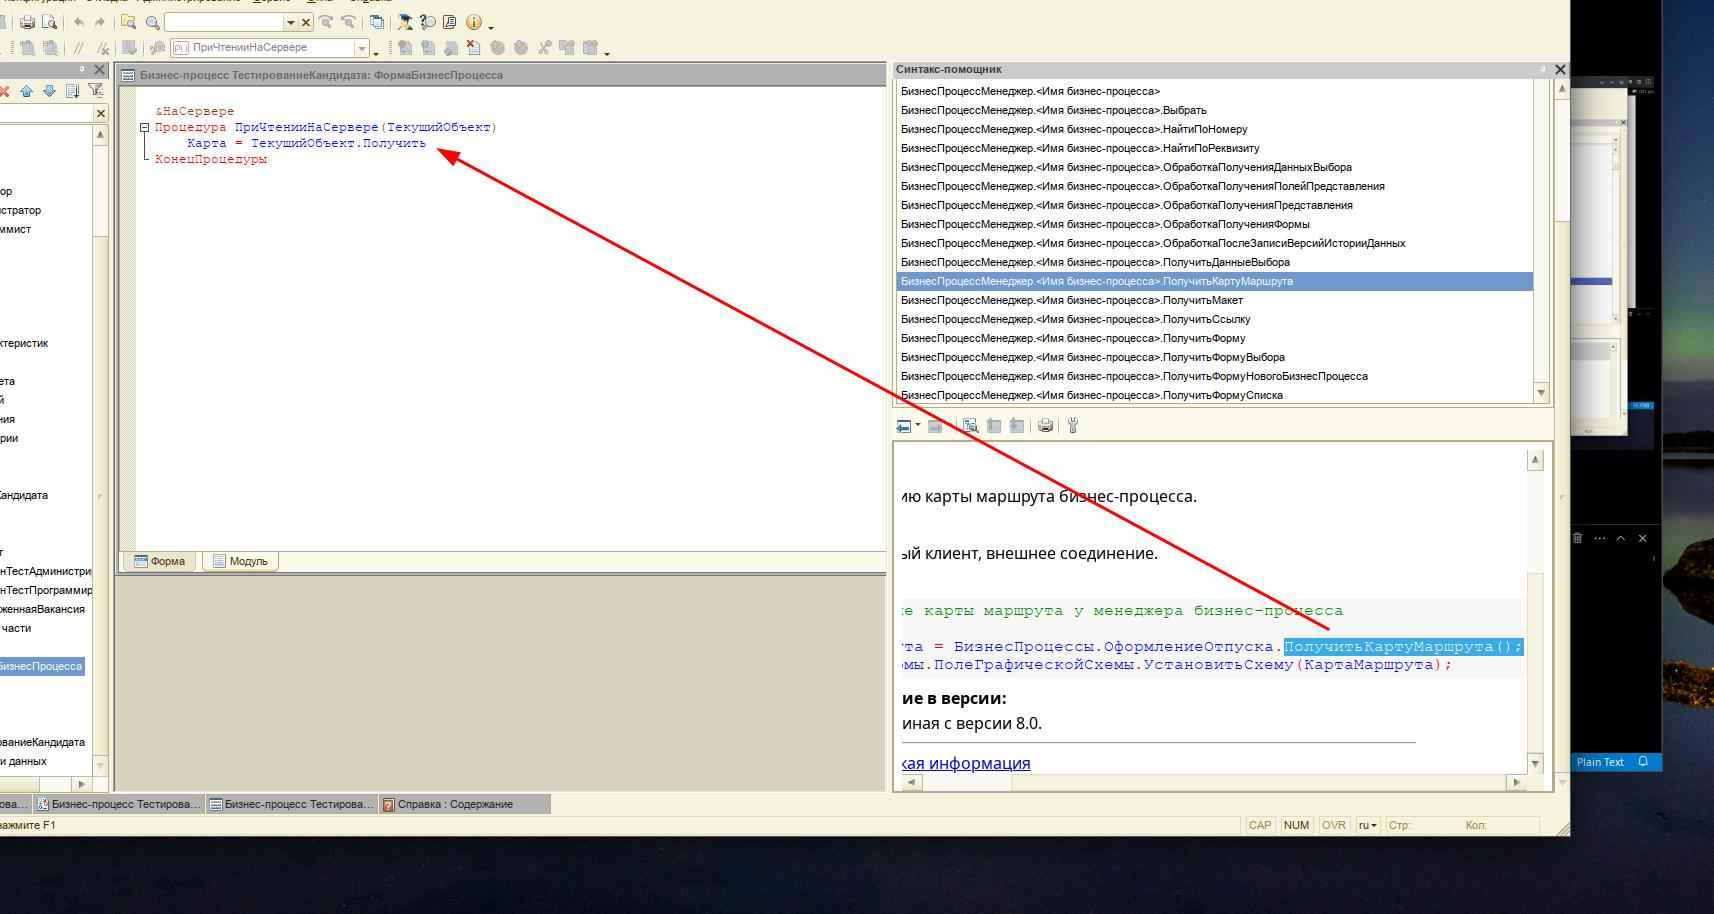 ПриЧтенииНаСервере
Бизнес-процесс ТестированиеКандидата: ФормаБизнесПроцесса
&НаСервере
Процедура ПриЧтенииНаСервере(ТекущийОбъект)
Карта = ТекущийОбъект.Получить
КонецПроцедуры
Форма
Модуль
ор
истратор
ммист
ктеристик
ета
й
ния
рии
Кандидата
т
нТестАдминистри
нТестПрограммир
женнаяВакансия
части
БизнесПроцесса
ованиеКандидата
и данных
Синтакс-помощник
БизнесПроцессМенеджер.<Имя бизнес-процесса>
БизнесПроцессМенеджер.<Имя бизнес-процесса>.Выбрать
БизнесПроцессМенеджер.<Имя бизнес-процесса>.НайтиПоНомеру
БизнесПроцессМенеджер.<Имя бизнес-процесса>.НайтиПоРеквизиту
БизнесПроцессМенеджер.<Имя бизнес-процесса>.ОбработкаПолученияДанныхВыбора
БизнесПроцессМенеджер.<Имя бизнес-процесса>.ОбработкаПолученияПолейПредставления
БизнесПроцессМенеджер.<Имя бизнес-процесса>.ОбработкаПолученияПредставления
БизнесПроцессМенеджер.<Имя бизнес-процесса>.ОбработкаПолученияФормы
БизнесПроцессМенеджер.<Имя бизнес-процесса>.ОбработкаПослеЗаписиВерсийИсторииДанных
БизнесПроцессМенеджер.<Имя бизнес-процесса>.ПолучитьДанныеВыбора
БизнесПроцессМенеджер.<Имя бизнес-процесса>.ПолучитьКартуМаршрута
БизнесПроцессМенеджер.<Имя бизнес-процесса>.ПолучитьМакет
БизнесПроцессМенеджер.<Имя бизнес-процесса>.ПолучитьСсылку
БизнесПроцессМенеджер.<Имя бизнес-процесса>.ПолучитьФорму
БизнесПроцессМенеджер.<Имя бизнес-процесса>.ПолучитьФормуВыбора
БизнесПроцессМенеджер.<Имя бизнес-процесса>.ПолучитьФормуНовогоБизнесПроцесса
БизнесПроцессМенеджер.<Имя бизнес-процесса>.ПолучитьФормуСписка
ию карты маршрута бизнес-процесса.
ый клиент, внешнее соединение.
е карты маршрута у менеджера бизнес-процесса
та = БизнесПроцессы.ОформлениеОтпуска.ПолучитьКартуМаршрута();
мы.ПолеГрафическойСхемы.УстановитьСхему(КартаМаршрута);
ие в версии:
иная с версии 8.0.
кая информация
Plain Text
ова...
Бизнес-процесс Тестирова...
Бизнес-процесс Тестирова...
Справка : Содержание
нажмите F1
CAP NUM OVR ru Стр: Кол: